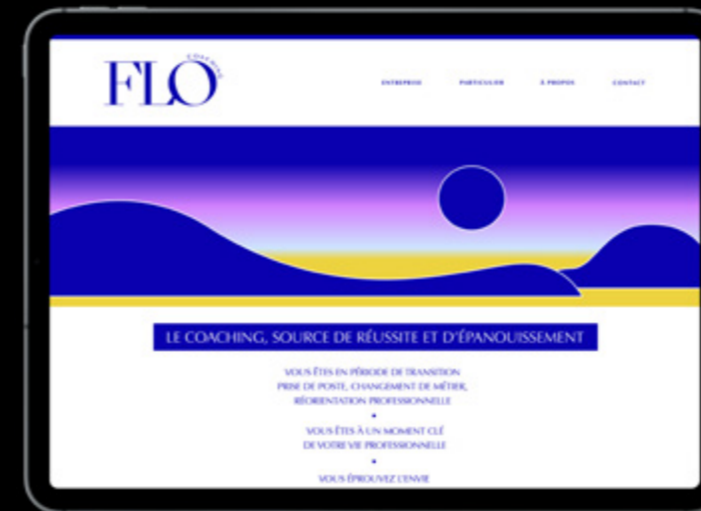 FLO
COACHING
ENTREPRISE PARTICULIER À PROPOS CONTACT
LE COACHING, SOURCE DE RÉUSSITE ET D'ÉPANOUISSEMENT
VOUS ÊTES EN PÉRIODE DE TRANSITION
PRISE DE POSTE, CHANGEMENT DE MÉTIER,
RÉORIENTATION PROFESSIONNELLE
VOUS ÊTES À UN MOMENT CLÉ
DE VOTRE VIE PROFESSIONNELLE
VOUS ÉPROUVEZ L'ENVIE